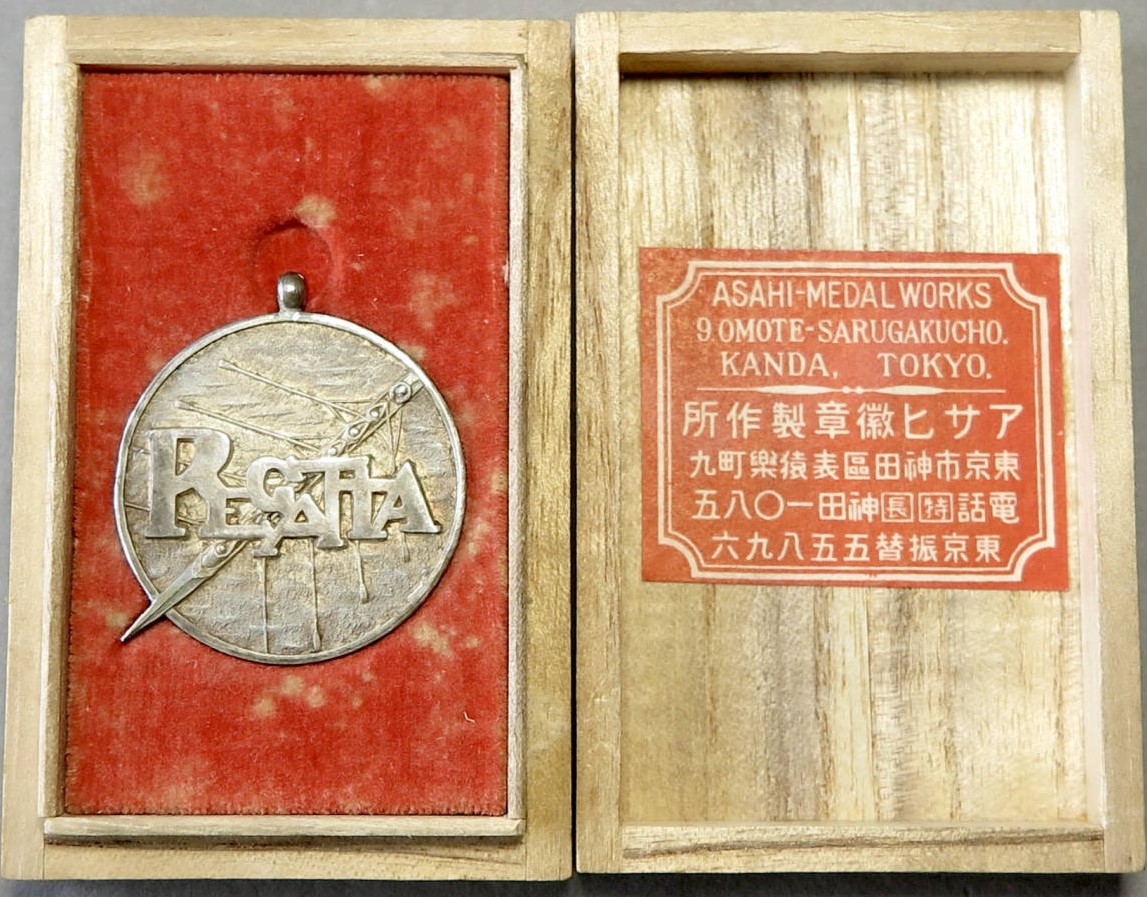 REGATTA
ASAHI-MEDAL WORKS
9.OMOTE-SARUGAKUCHO.
KANDA, TOKYO.
アサヒ徽章製作所
東京市神田區表猿樂町九
電話特長神田一〇八五
東京振替五五八九六